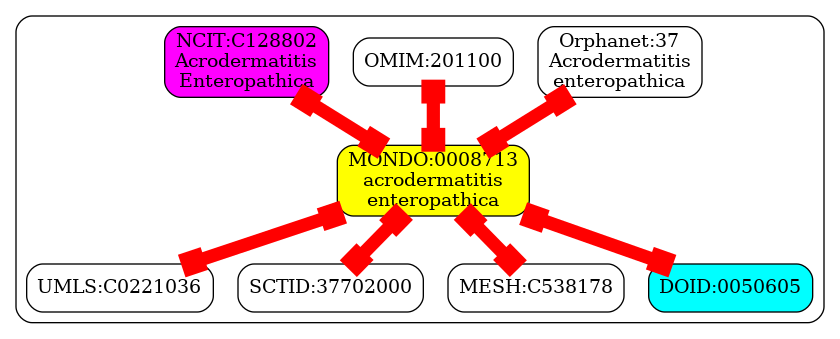 NCIT:C128802
Acrodermatitis
Enteropathica
OMIM:201100
Orphanet:37
Acrodermatitis
enteropathica
MONDO:0008713
acrodermatitis
enteropathica
UMLS:C0221036
SCTID:37702000
MESH:C538178
DOID:0050605